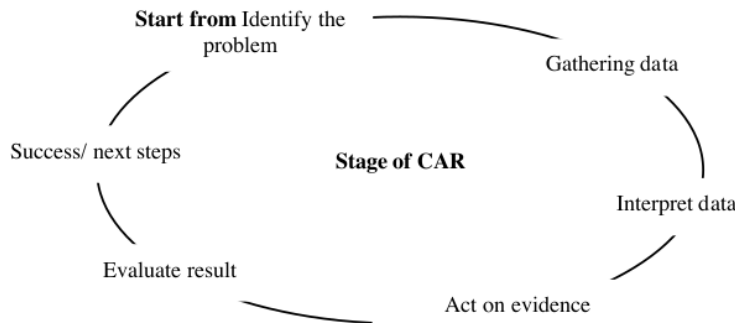 Start from Identify the
problem
Gathering data
Success/ next steps
Stage of CAR
Interpret data
Evaluate result
Act on evidence